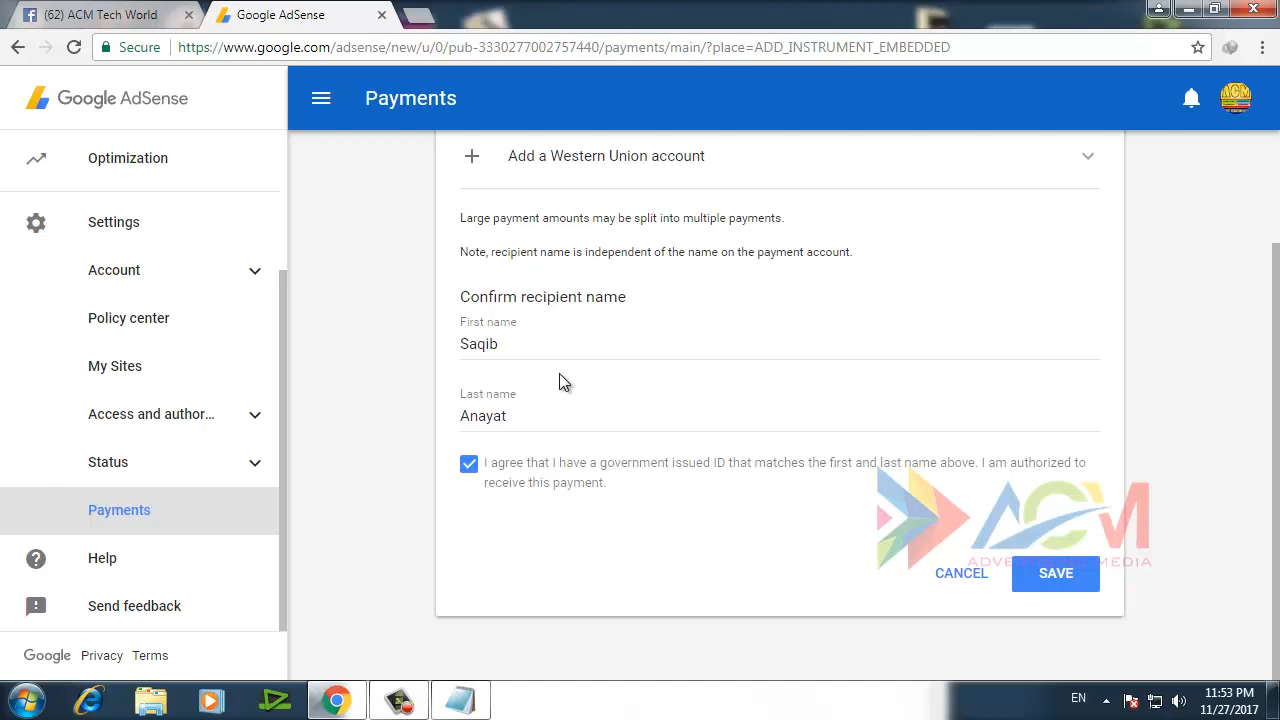 (62) ACM Tech World
Google AdSense
Secure
https://www.google.com/adsense/new/u/0/pub-3330277002757440/payments/main/?place=ADD_INSTRUMENT_EMBEDDED
Google AdSense
Payments
ACM
Optimization
Settings
Account
Policy center
My Sites
Access and author...
Status
Payments
Help
Send feedback
Google Privacy Terms
Add a Western Union account
Large payment amounts may be split into multiple payments.
Note, recipient name is independent of the name on the payment account.
Confirm recipient name
First name
Saqib
Last name
Anayat
I agree that I have a government issued ID that matches the first and last name above. I am authorized to
receive this payment.
ACM
CANCEL
SAVE
EN
11:53 PM
11/27/2017